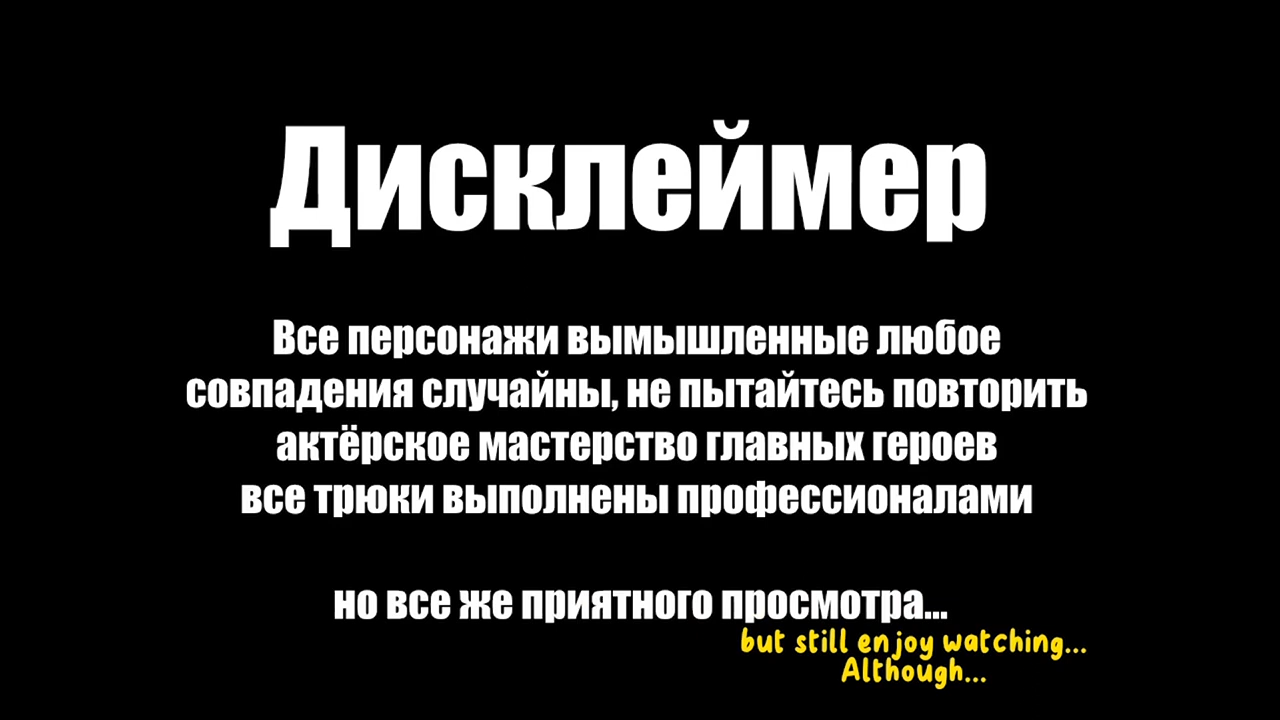 Дисклеймер
Все персонажи вымышленные любое
совпадения случайны, не пытайтесь повторить
актёрское мастерство главных героев
все трюки выполнены профессионалами
но все же приятного просмотра...
but still enjoy watching...
Although...